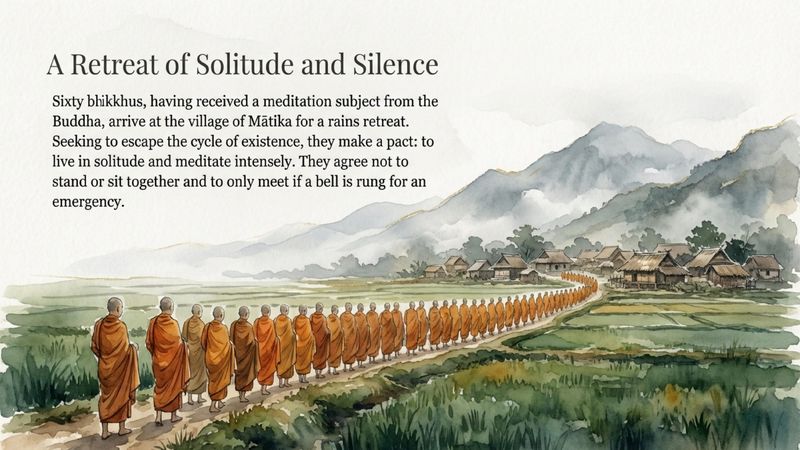 A Retreat of Solitude and Silence
Sixty bhikkhus, having received a meditation subject from the
Buddha, arrive at the village of Mātika for a rains retreat.
Seeking to escape the cycle of existence, they make a pact: to
live in solitude and meditate intensely. They agree not to
stand or sit together and to only meet if a bell is rung for an
emergency.